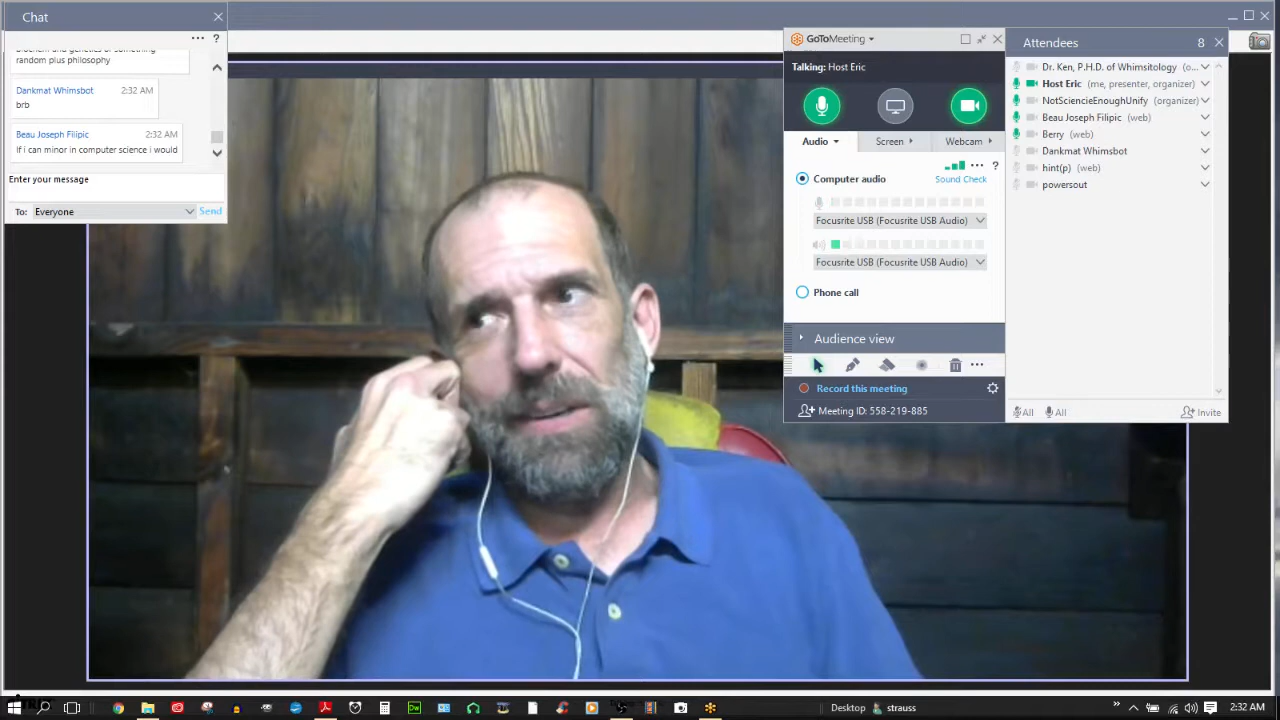 Chat
random plus philosophy
Dankmat Whimsbot 2:32 AM
brb
Beau Joseph Filipic 2:32 AM
If i can minor in computer science i would
Enter your message
To: Everyone Send
GoToMeeting
Talking: Host Eric
Audio Screen Webcam
? 
Computer audio Sound Check
Focusrite USB (Focusrite USB Audio)
Focusrite USB (Focusrite USB Audio)
Phone call
Audience view
Record this meeting
Meeting ID: 558-219-885
Attendees 8
Dr. Ken, P.H.D. of Whimsitology (o...
Host Eric (me, presenter, organizer)
NotSciencieEnoughUnify (organizer)
Beau Joseph Filipic (web)
Berry (web)
Dankmat Whimsbot
hint(p) (web)
powersout
All All Invite
Dw
Desktop strauss 2:32 AM